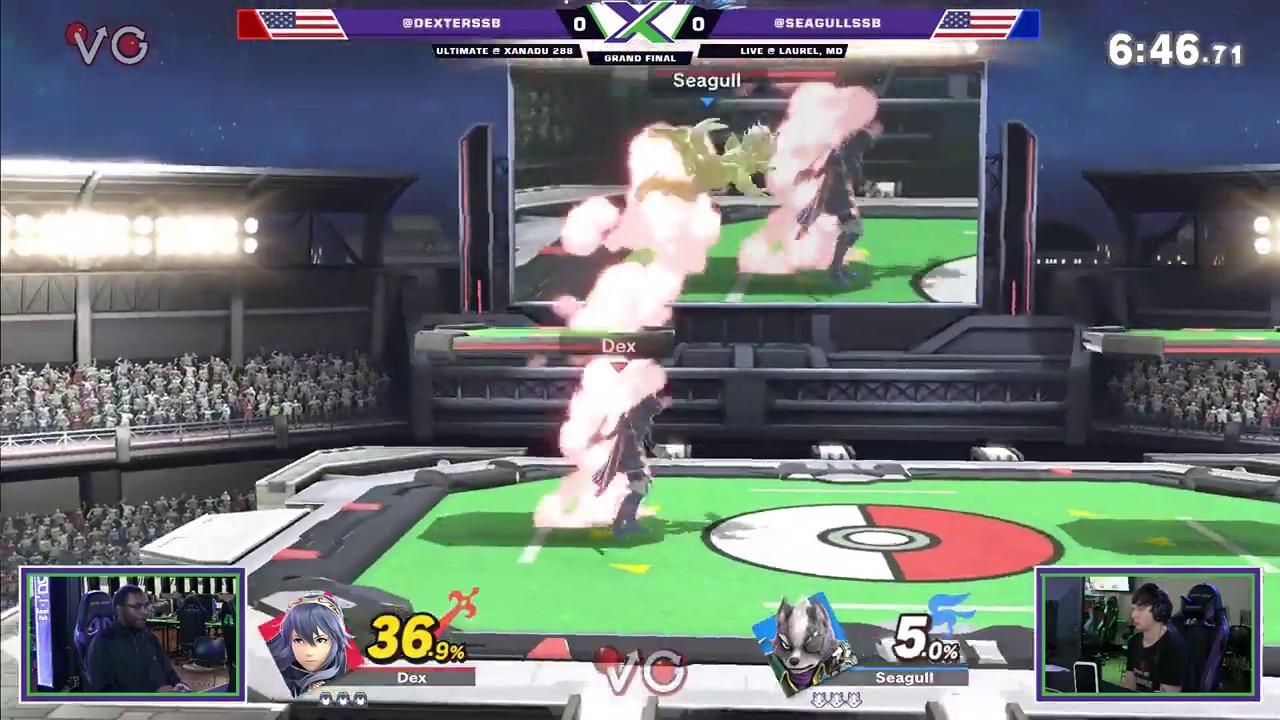 @DEXTERSSB 0 0 @SEAGULLSSB
ULTIMATE @ XANADU 288 LIVE @ LAUREL, MD
GRAND FINAL
VG
6:46.71
Seagull
Dex
36.9%
Dex
VG
5.0%
Seagull